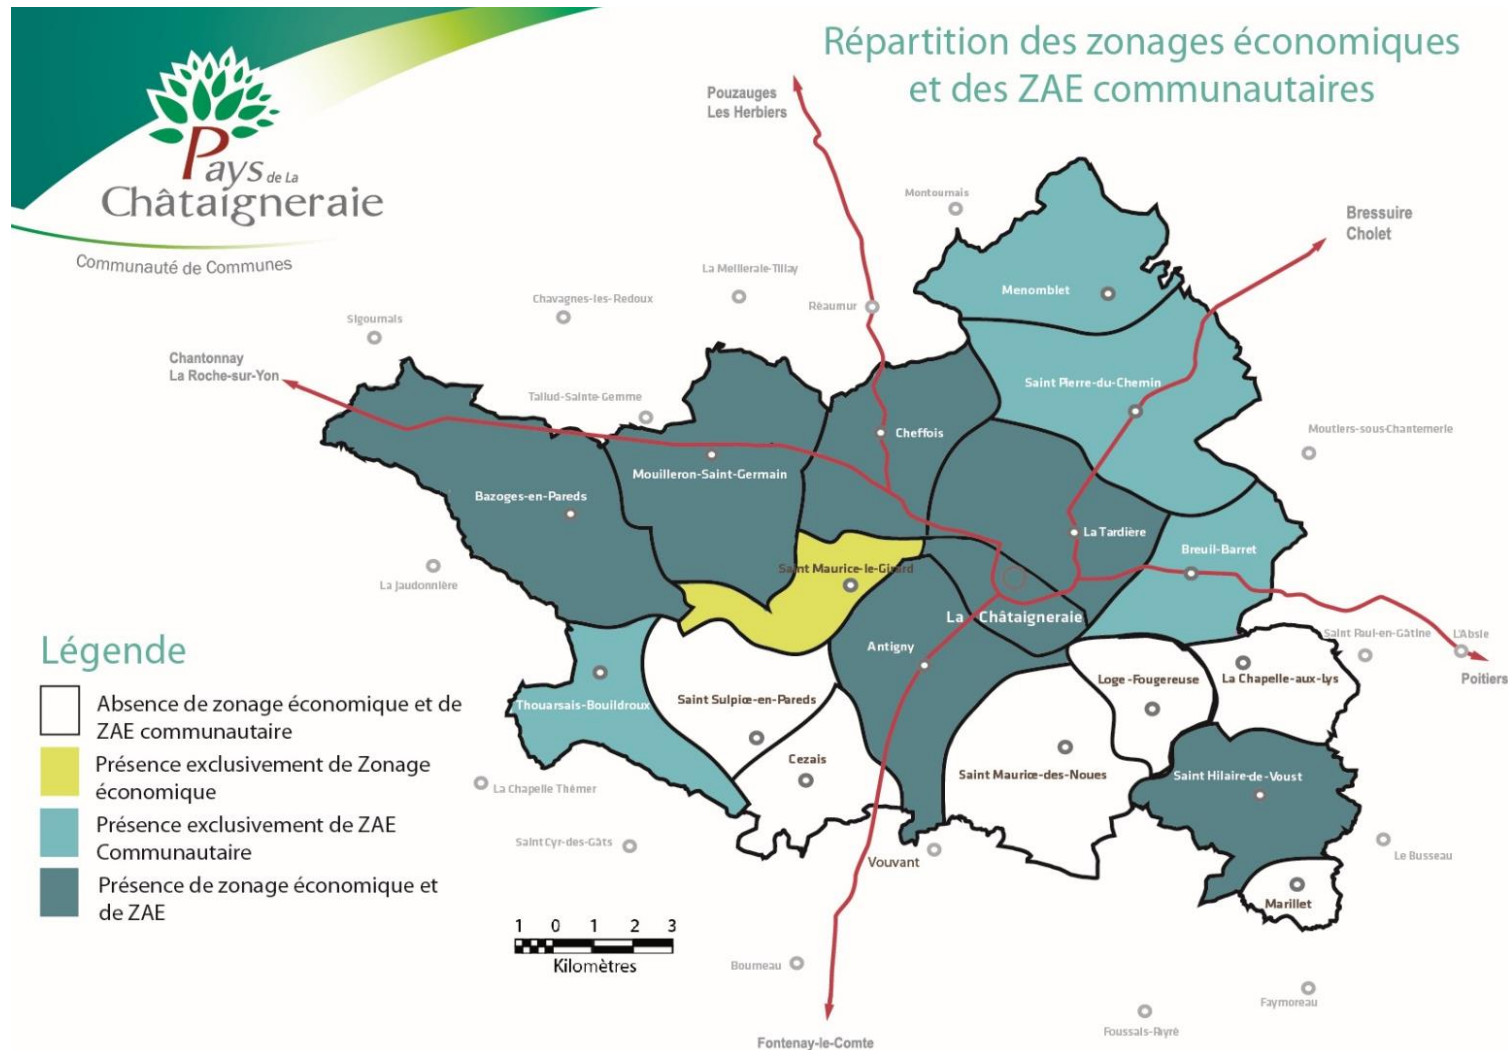 Répartition des zonages économiques
et des ZAE communautaires
Pays de La
Châtaigneraie
Communauté de Communes
Pouzauges
Les Herbiers
Montournais
Bressuire
Cholet
Menomblet
La Meilleraie-Tillay
Chavagnes-les-Redoux
Réaumur
Sigournais
Chantonnay
La Roche-sur-Yon
Saint Pierre-du-Chemin
Tallud-Sainte-Gemme
Moutiers-sous-Chantemerle
Cheffois
Mouilleron-Saint-Germain
Bazoges-en-Pareds
La Tardière
Breuil-Barret
Saint Maurice-le-Girard
La Jaudonnière
La Châtaigneraie
Saint Paul-en-Gâtine
L'Absie
Poitiers
Antigny
Loge-Fougereuse
La Chapelle-aux-Lys
Saint Sulpice-en-Pareds
Thouarsais-Bouildroux
Cezais
Saint Maurice-des-Noues
Saint Hilaire-de-Voust
La Chapelle Thémer
Saint Cyr-des-Gâts
Vouvant
Le Busseau
Marillet
Bourneau
Faymoreau
Foussais-Payré
Fontenay-le-Comte
Légende
Absence de zonage économique et de
ZAE communautaire
Présence exclusivement de Zonage
économique
Présence exclusivement de ZAE
Communautaire
Présence de zonage économique et
de ZAE
1 0 1 2 3
Kilomètres